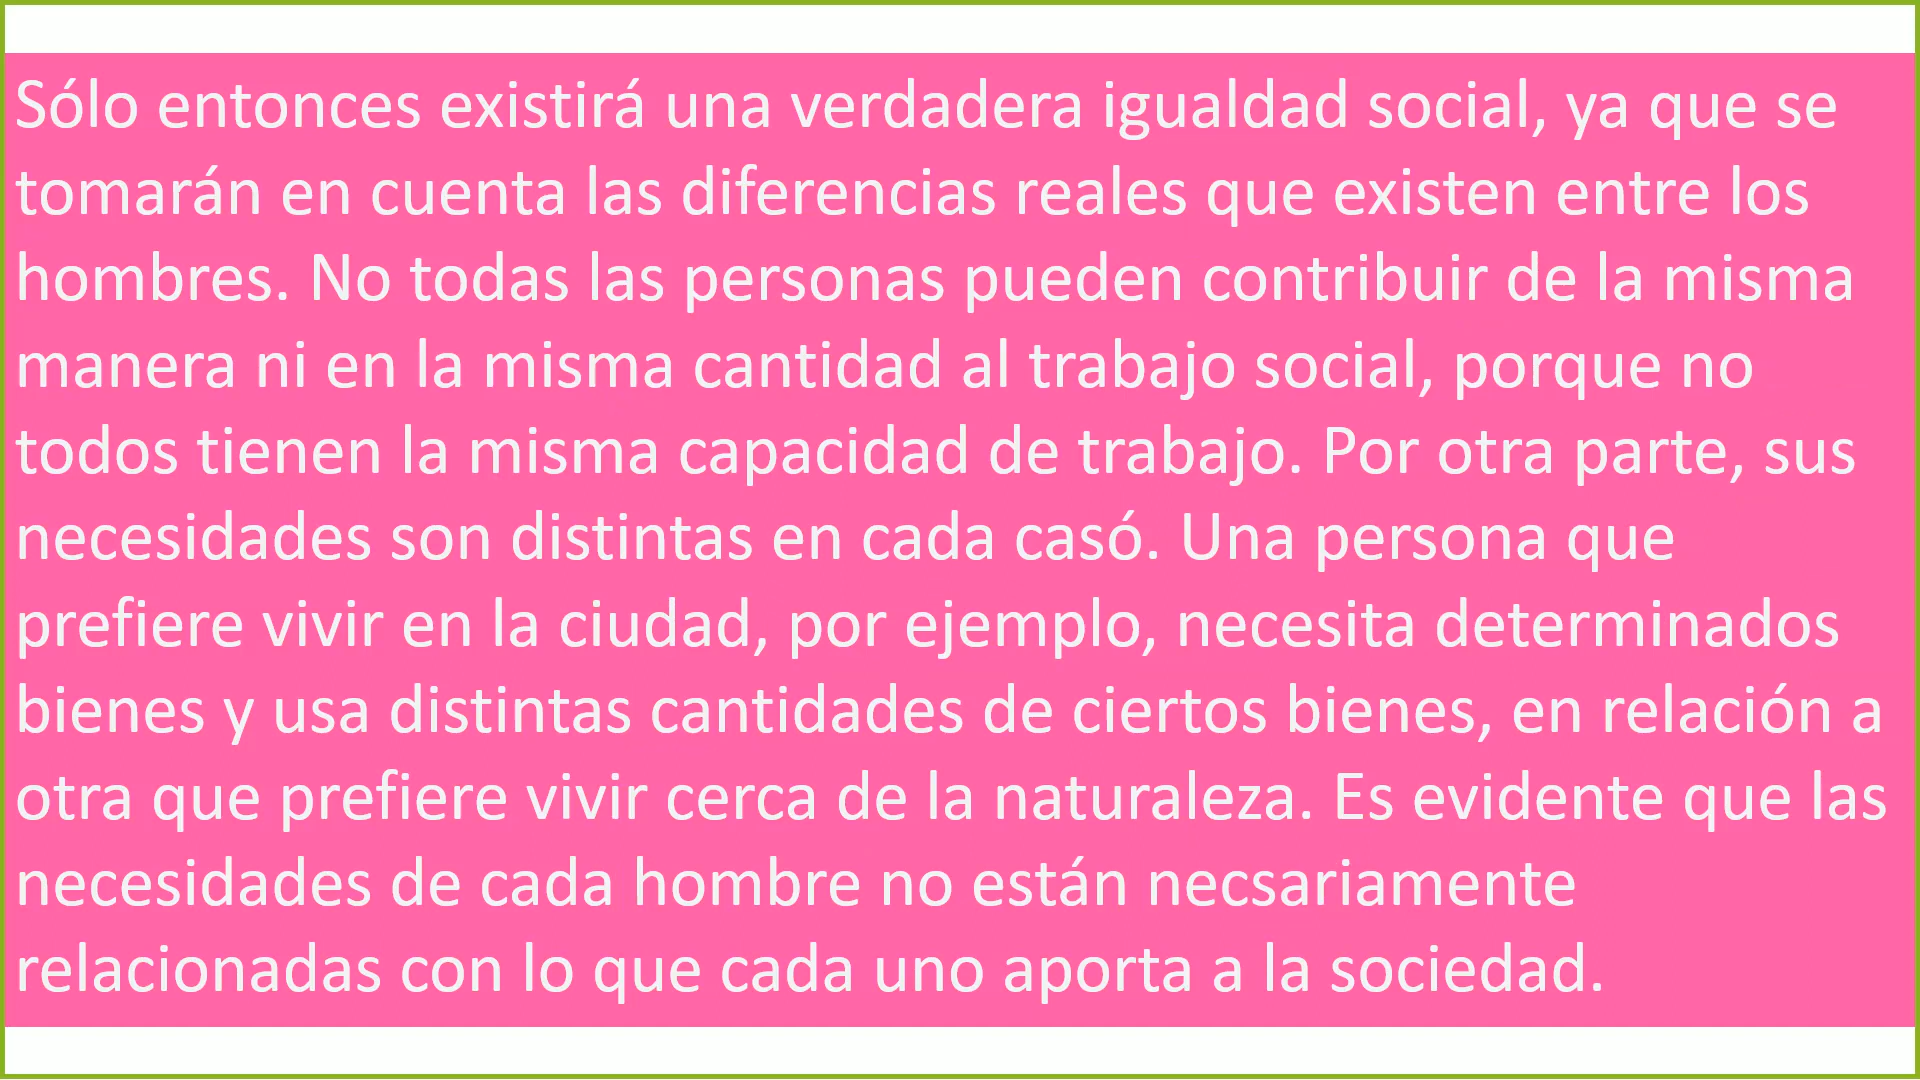 Sólo entonces existirá una verdadera igualdad social, ya que se
tomarán en cuenta las diferencias reales que existen entre los
hombres. No todas las personas pueden contribuir de la misma
manera ni en la misma cantidad al trabajo social, porque no
todos tienen la misma capacidad de trabajo. Por otra parte, sus
necesidades son distintas en cada casó. Una persona que
prefiere vivir en la ciudad, por ejemplo, necesita determinados
bienes y usa distintas cantidades de ciertos bienes, en relación a
otra que prefiere vivir cerca de la naturaleza. Es evidente que las
necesidades de cada hombre no están necsariamente
relacionadas con lo que cada uno aporta a la sociedad.